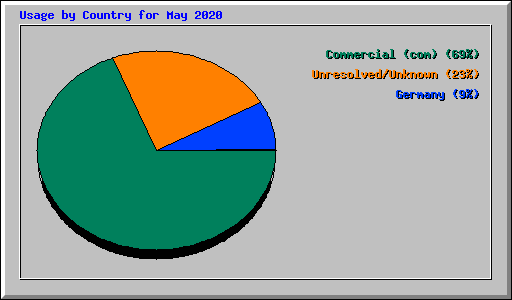 Usage by Country for May 2020
Commercial (com) (69%)
Unresolved/Unknown (23%)
Germany (9%)